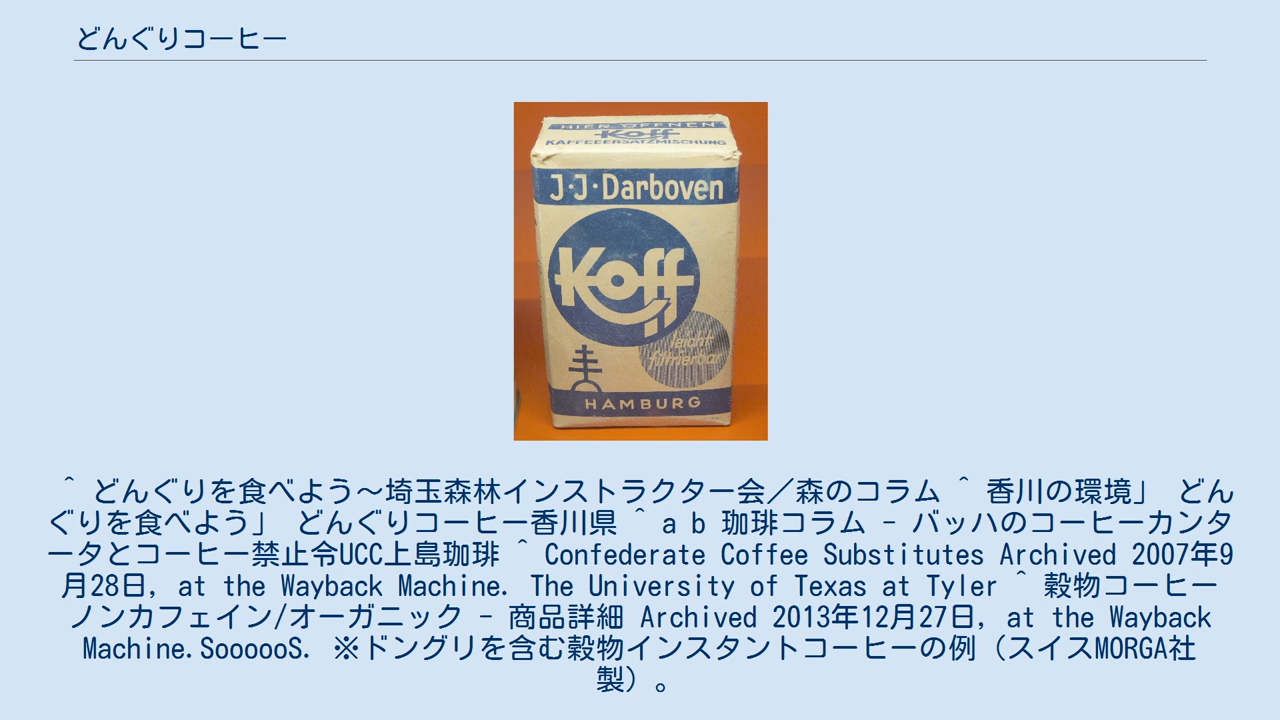 どんぐりコーヒー
Koff
KAFFEEERSATZMISCHUNG
J·J·Darboven
Koff
leicht
filtrierbar
HAMBURG
^ どんぐりを食べよう～埼玉森林インストラクター会／森のコラム ^ 香川の環境」 どん
ぐりを食べよう」 どんぐりコーヒー香川県 ^ a b 珈琲コラム - バッハのコーヒーカンタ
ータとコーヒー禁止令UCC上島珈琲 ^ Confederate Coffee Substitutes Archived 2007年9
月28日, at the Wayback Machine. The University of Texas at Tyler ^ 穀物コーヒー
ノンカフェイン/オーガニック - 商品詳細 Archived 2013年12月27日, at the Wayback
Machine.SoooooS. ※ドングリを含む穀物インスタントコーヒーの例（スイスMORGA社
製）。